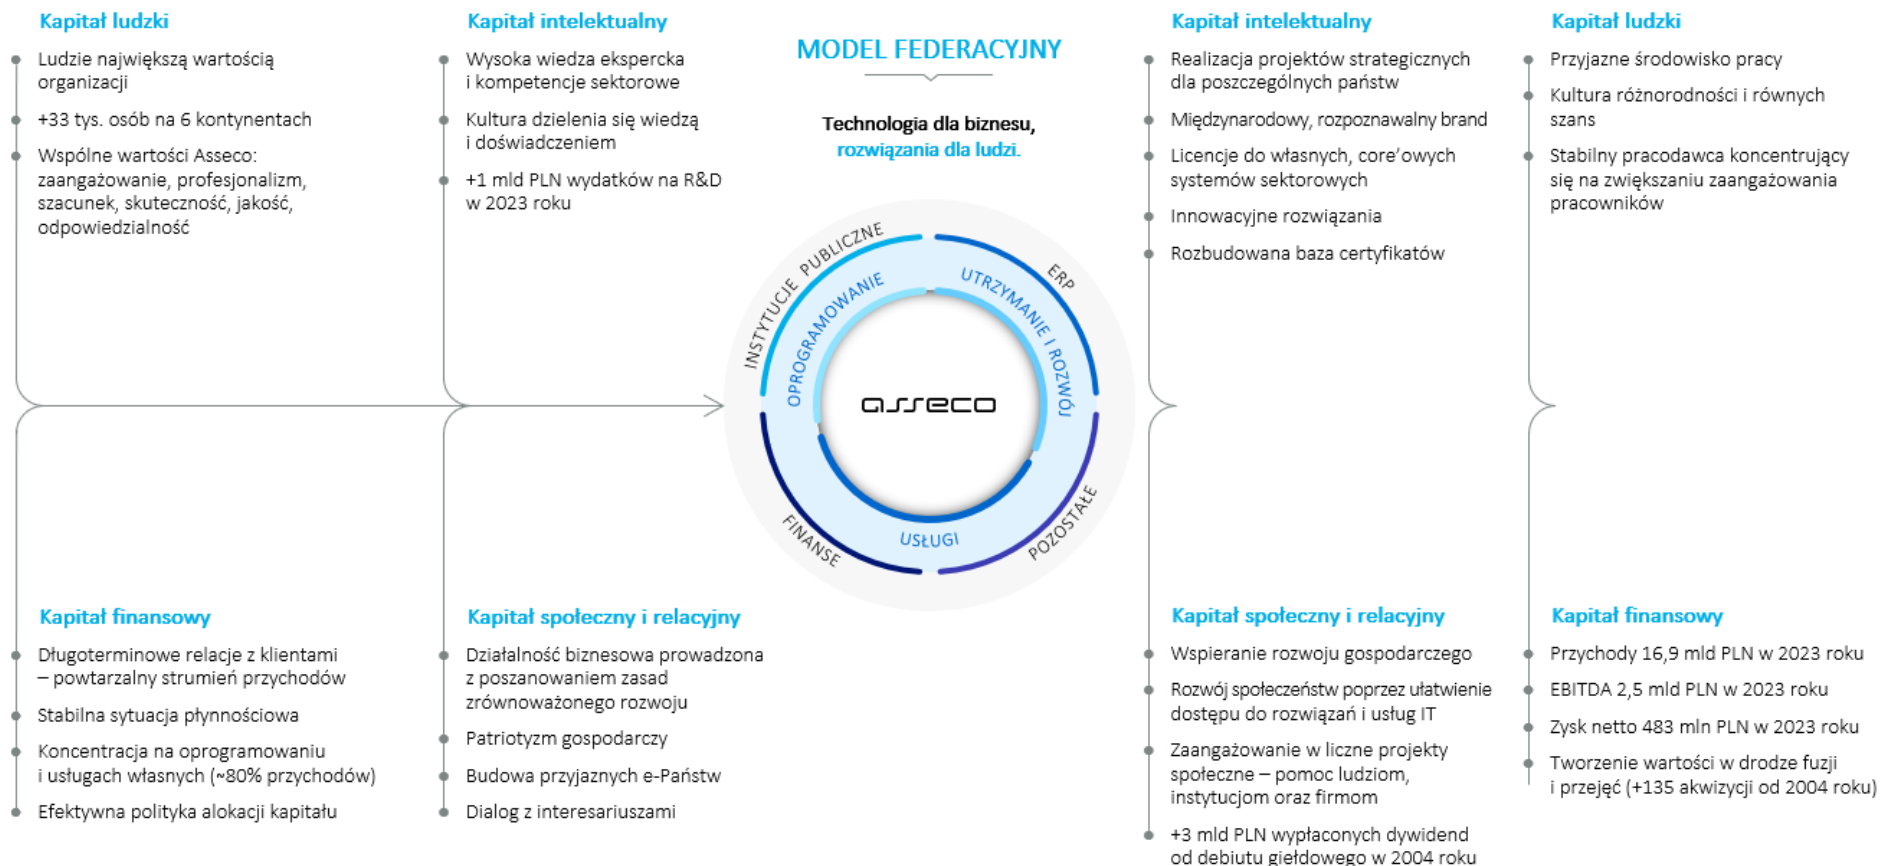 Kapitał ludzki
Ludzie największą wartością
organizacji
+33 tys. osób na 6 kontynentach
Wspólne wartości Asseco:
zaangażowanie, profesjonalizm,
szacunek, skuteczność, jakość,
odpowiedzialność
Kapitał intelektualny
Wysoka wiedza ekspercka
i kompetencje sektorowe
Kultura dzielenia się wiedzą
i doświadczeniem
+1 mld PLN wydatków na R&D
w 2023 roku
MODEL FEDERACYJNY
Technologia dla biznesu,
rozwiązania dla ludzi.
INSTYTUCJE PUBLICZNE
ERP
OPROGRAMOWANIE
UTRZYMANIE I ROZWÓJ
asseco
USŁUGI
FINANSE
POZOSTAŁE
Kapitał intelektualny
Realizacja projektów strategicznych
dla poszczególnych państw
Międzynarodowy, rozpoznawalny brand
Licencje do własnych, core’owych
systemów sektorowych
Innowacyjne rozwiązania
Rozbudowana baza certyfikatów
Kapitał ludzki
Przyjazne środowisko pracy
Kultura różnorodności i równych
szans
Stabilny pracodawca koncentrujący
się na zwiększaniu zaangażowania
pracowników
Kapitał finansowy
Długoterminowe relacje z klientami
– powtarzalny strumień przychodów
Stabilna sytuacja płynnościowa
Koncentracja na oprogramowaniu
i usługach własnych (~80% przychodów)
Efektywna polityka alokacji kapitału
Kapitał społeczny i relacyjny
Działalność biznesowa prowadzona
z poszanowaniem zasad
zrównoważonego rozwoju
Patriotyzm gospodarczy
Budowa przyjaznych e-Państw
Dialog z interesariuszami
Kapitał społeczny i relacyjny
Wspieranie rozwoju gospodarczego
Rozwój społeczeństw poprzez ułatwienie
dostępu do rozwiązań i usług IT
Zaangażowanie w liczne projekty
społeczne – pomoc ludziom,
instytucjom oraz firmom
+3 mld PLN wypłaconych dywidend
od debiutu giełdowego w 2004 roku
Kapitał finansowy
Przychody 16,9 mld PLN w 2023 roku
EBITDA 2,5 mld PLN w 2023 roku
Zysk netto 483 mln PLN w 2023 roku
Tworzenie wartości w drodze fuzji
i przejęć (+135 akwizycji od 2004 roku)